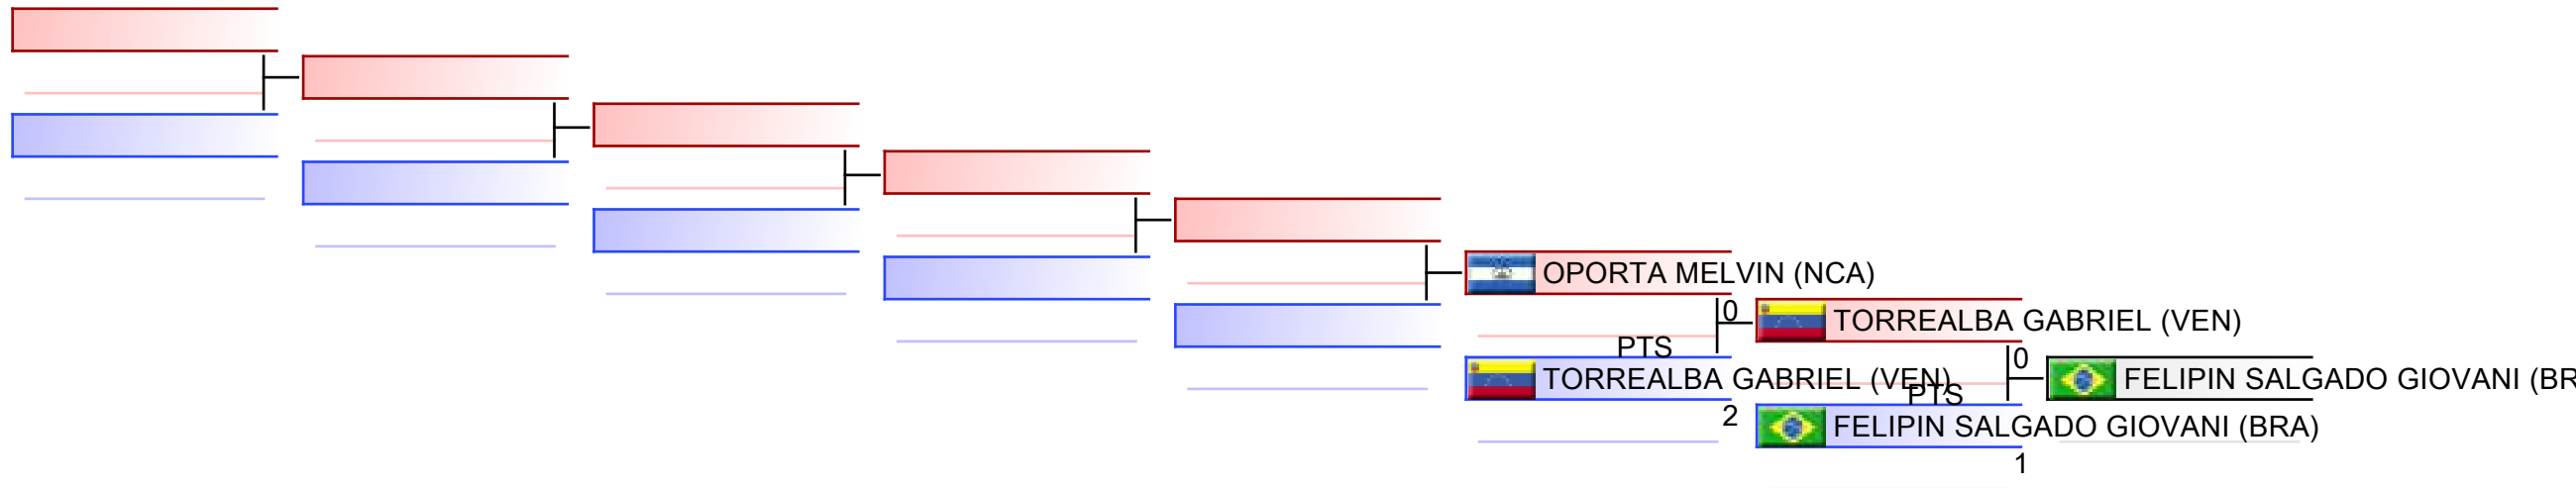 OPORTA MELVIN (NCA)
0
TORREALBA GABRIEL (VEN)
PTS
0
TORREALBA GABRIEL (VEN)
FELIPIN SALGADO GIOVANI (BR
PTS
2
FELIPIN SALGADO GIOVANI (BRA)
1